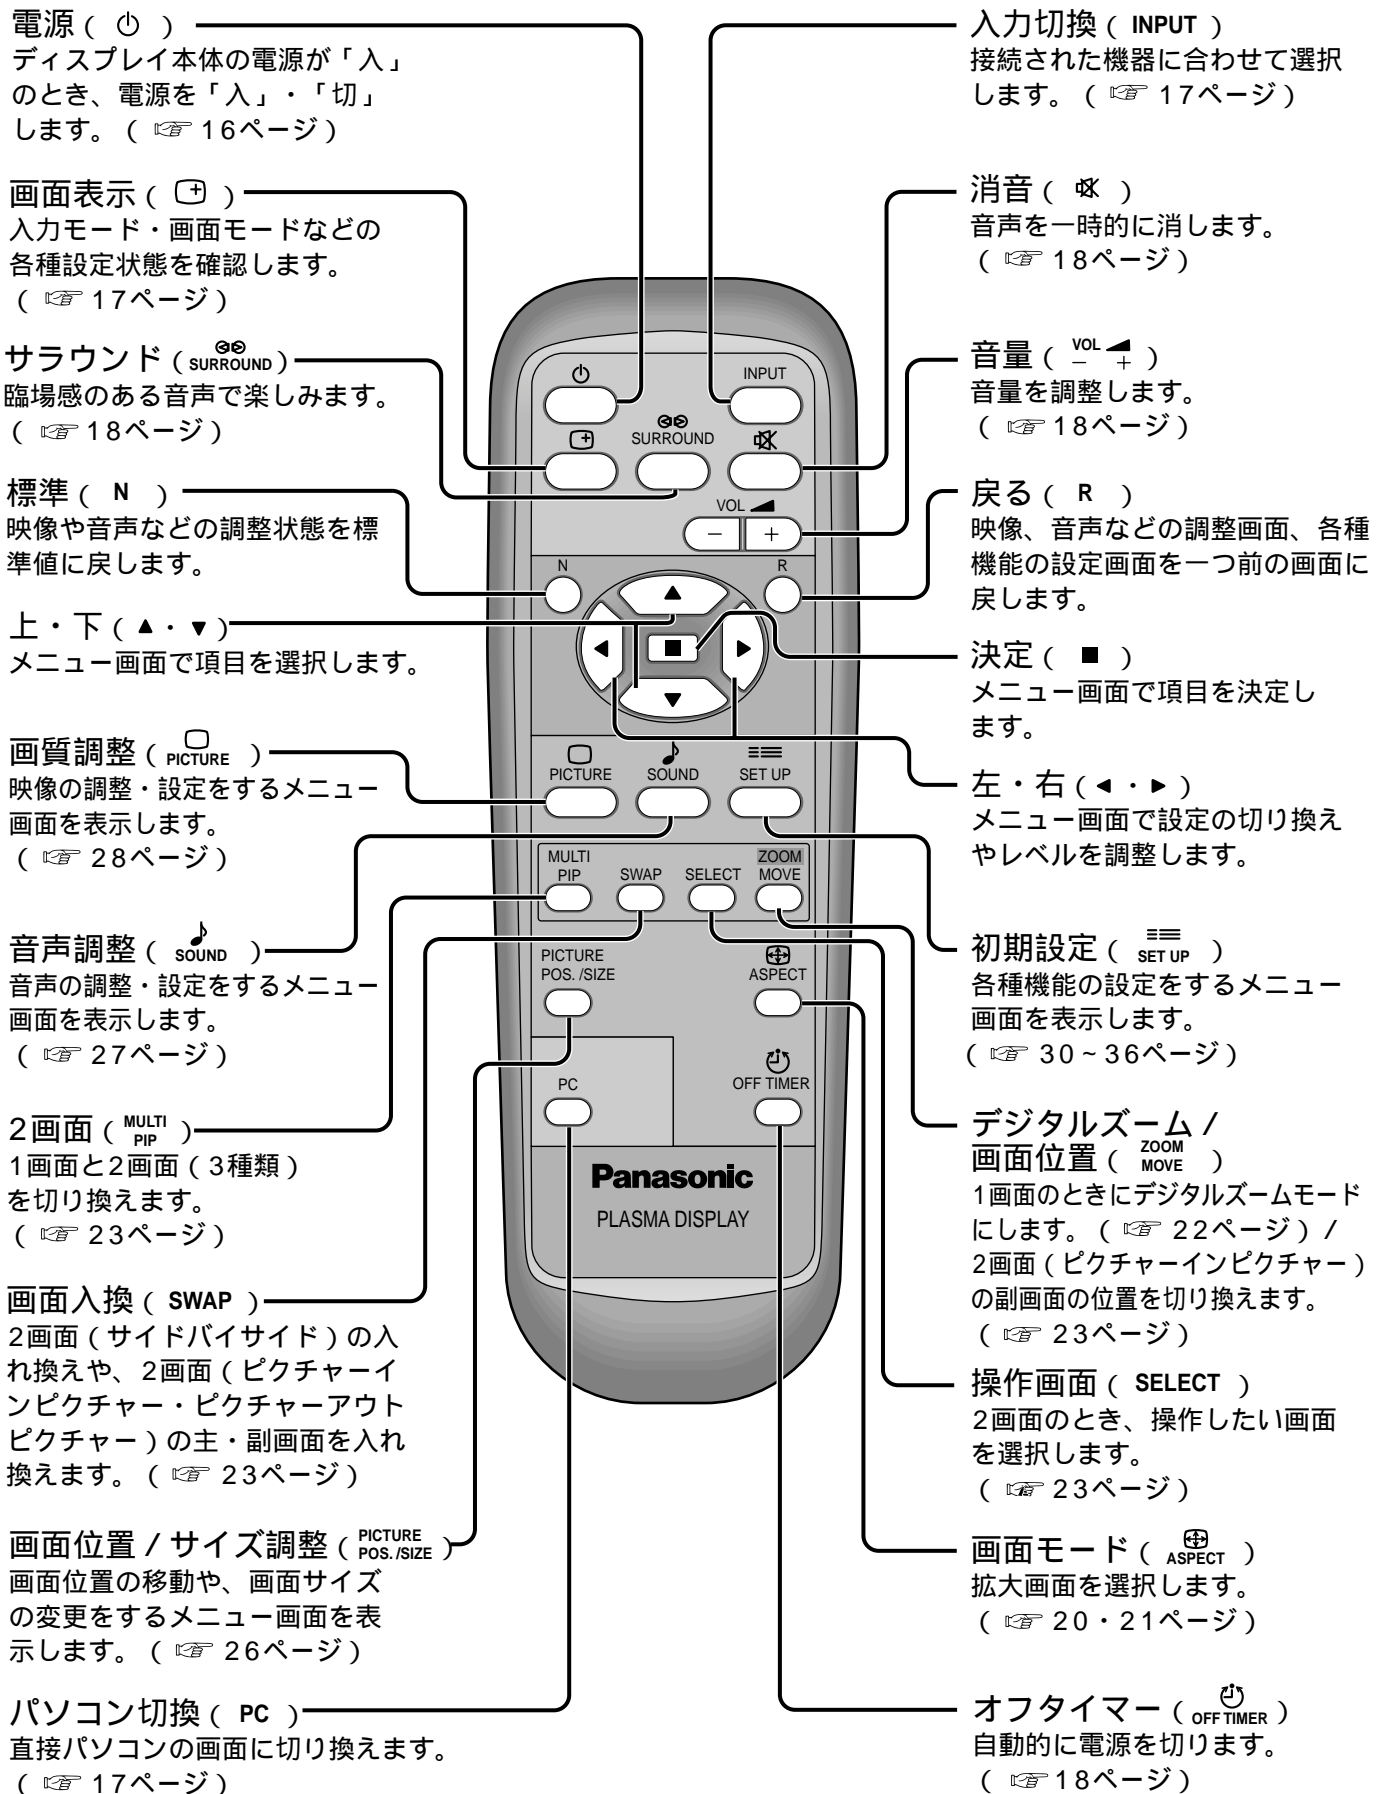 電源( ⏻ )
ディスプレイ本体の電源が「入」
のとき、電源を「入」・「切」
します。( ☞ 16ページ)
画面表示( )
入力モード・画面モードなどの
各種設定状態を確認します。
( ☞ 17ページ)
サラウンド( SURROUND )
臨場感のある音声で楽しみます。
( ☞ 18ページ)
標準( N )
映像や音声などの調整状態を標
準値に戻します。
上・下(▲・▼)
メニュー画面で項目を選択します。
画質調整( PICTURE )
映像の調整・設定をするメニュー
画面を表示します。
( ☞ 28ページ)
音声調整( ♪ SOUND )
音声の調整・設定をするメニュー
画面を表示します。
( ☞ 27ページ)
2画面( MULTI
PIP )
1画面と2画面(3種類)
を切り換えます。
( ☞ 23ページ)
画面入換( SWAP )
2画面(サイドバイサイド)の入
れ換えや、2画面(ピクチャーイ
ンピクチャー・ピクチャーアウト
ピクチャー)の主・副画面を入れ
換えます。( ☞ 23ページ)
画面位置/サイズ調整( PICTURE
POS./SIZE )
画面位置の移動や、画面サイズ
の変更をするメニュー画面を表
示します。( ☞ 26ページ)
パソコン切換( PC )
直接パソコンの画面に切り換えます。
( ☞ 17ページ)
⏻
INPUT
SURROUND
VOL
− +
N
R
▲
◀ ■ ▶
▼
PICTURE
♪
SOUND
SET UP
MULTI
PIP
SWAP
SELECT
ZOOM
MOVE
PICTURE
POS. /SIZE
ASPECT
PC
OFF TIMER
Panasonic
PLASMA DISPLAY
入力切換( INPUT )
接続された機器に合わせて選択
します。( ☞ 17ページ)
消音( )
音声を一時的に消します。
( ☞ 18ページ)
音量( VOL
− + )
音量を調整します。
( ☞ 18ページ)
戻る( R )
映像、音声などの調整画面、各種
機能の設定画面を一つ前の画面に
戻します。
決定( ■ )
メニュー画面で項目を決定し
ます。
左・右(◀・▶)
メニュー画面で設定の切り換え
やレベルを調整します。
初期設定( SET UP )
各種機能の設定をするメニュー
画面を表示します。
( ☞ 30~36ページ)
デジタルズーム/
画面位置( ZOOM
MOVE )
1画面のときにデジタルズームモード
にします。( ☞ 22ページ)/
2画面(ピクチャーインピクチャー)
の副画面の位置を切り換えます。
( ☞ 23ページ)
操作画面( SELECT )
2画面のとき、操作したい画面
を選択します。
( ☞ 23ページ)
画面モード( ASPECT )
拡大画面を選択します。
( ☞ 20・21ページ)
オフタイマー( OFF TIMER )
自動的に電源を切ります。
( ☞ 18ページ)